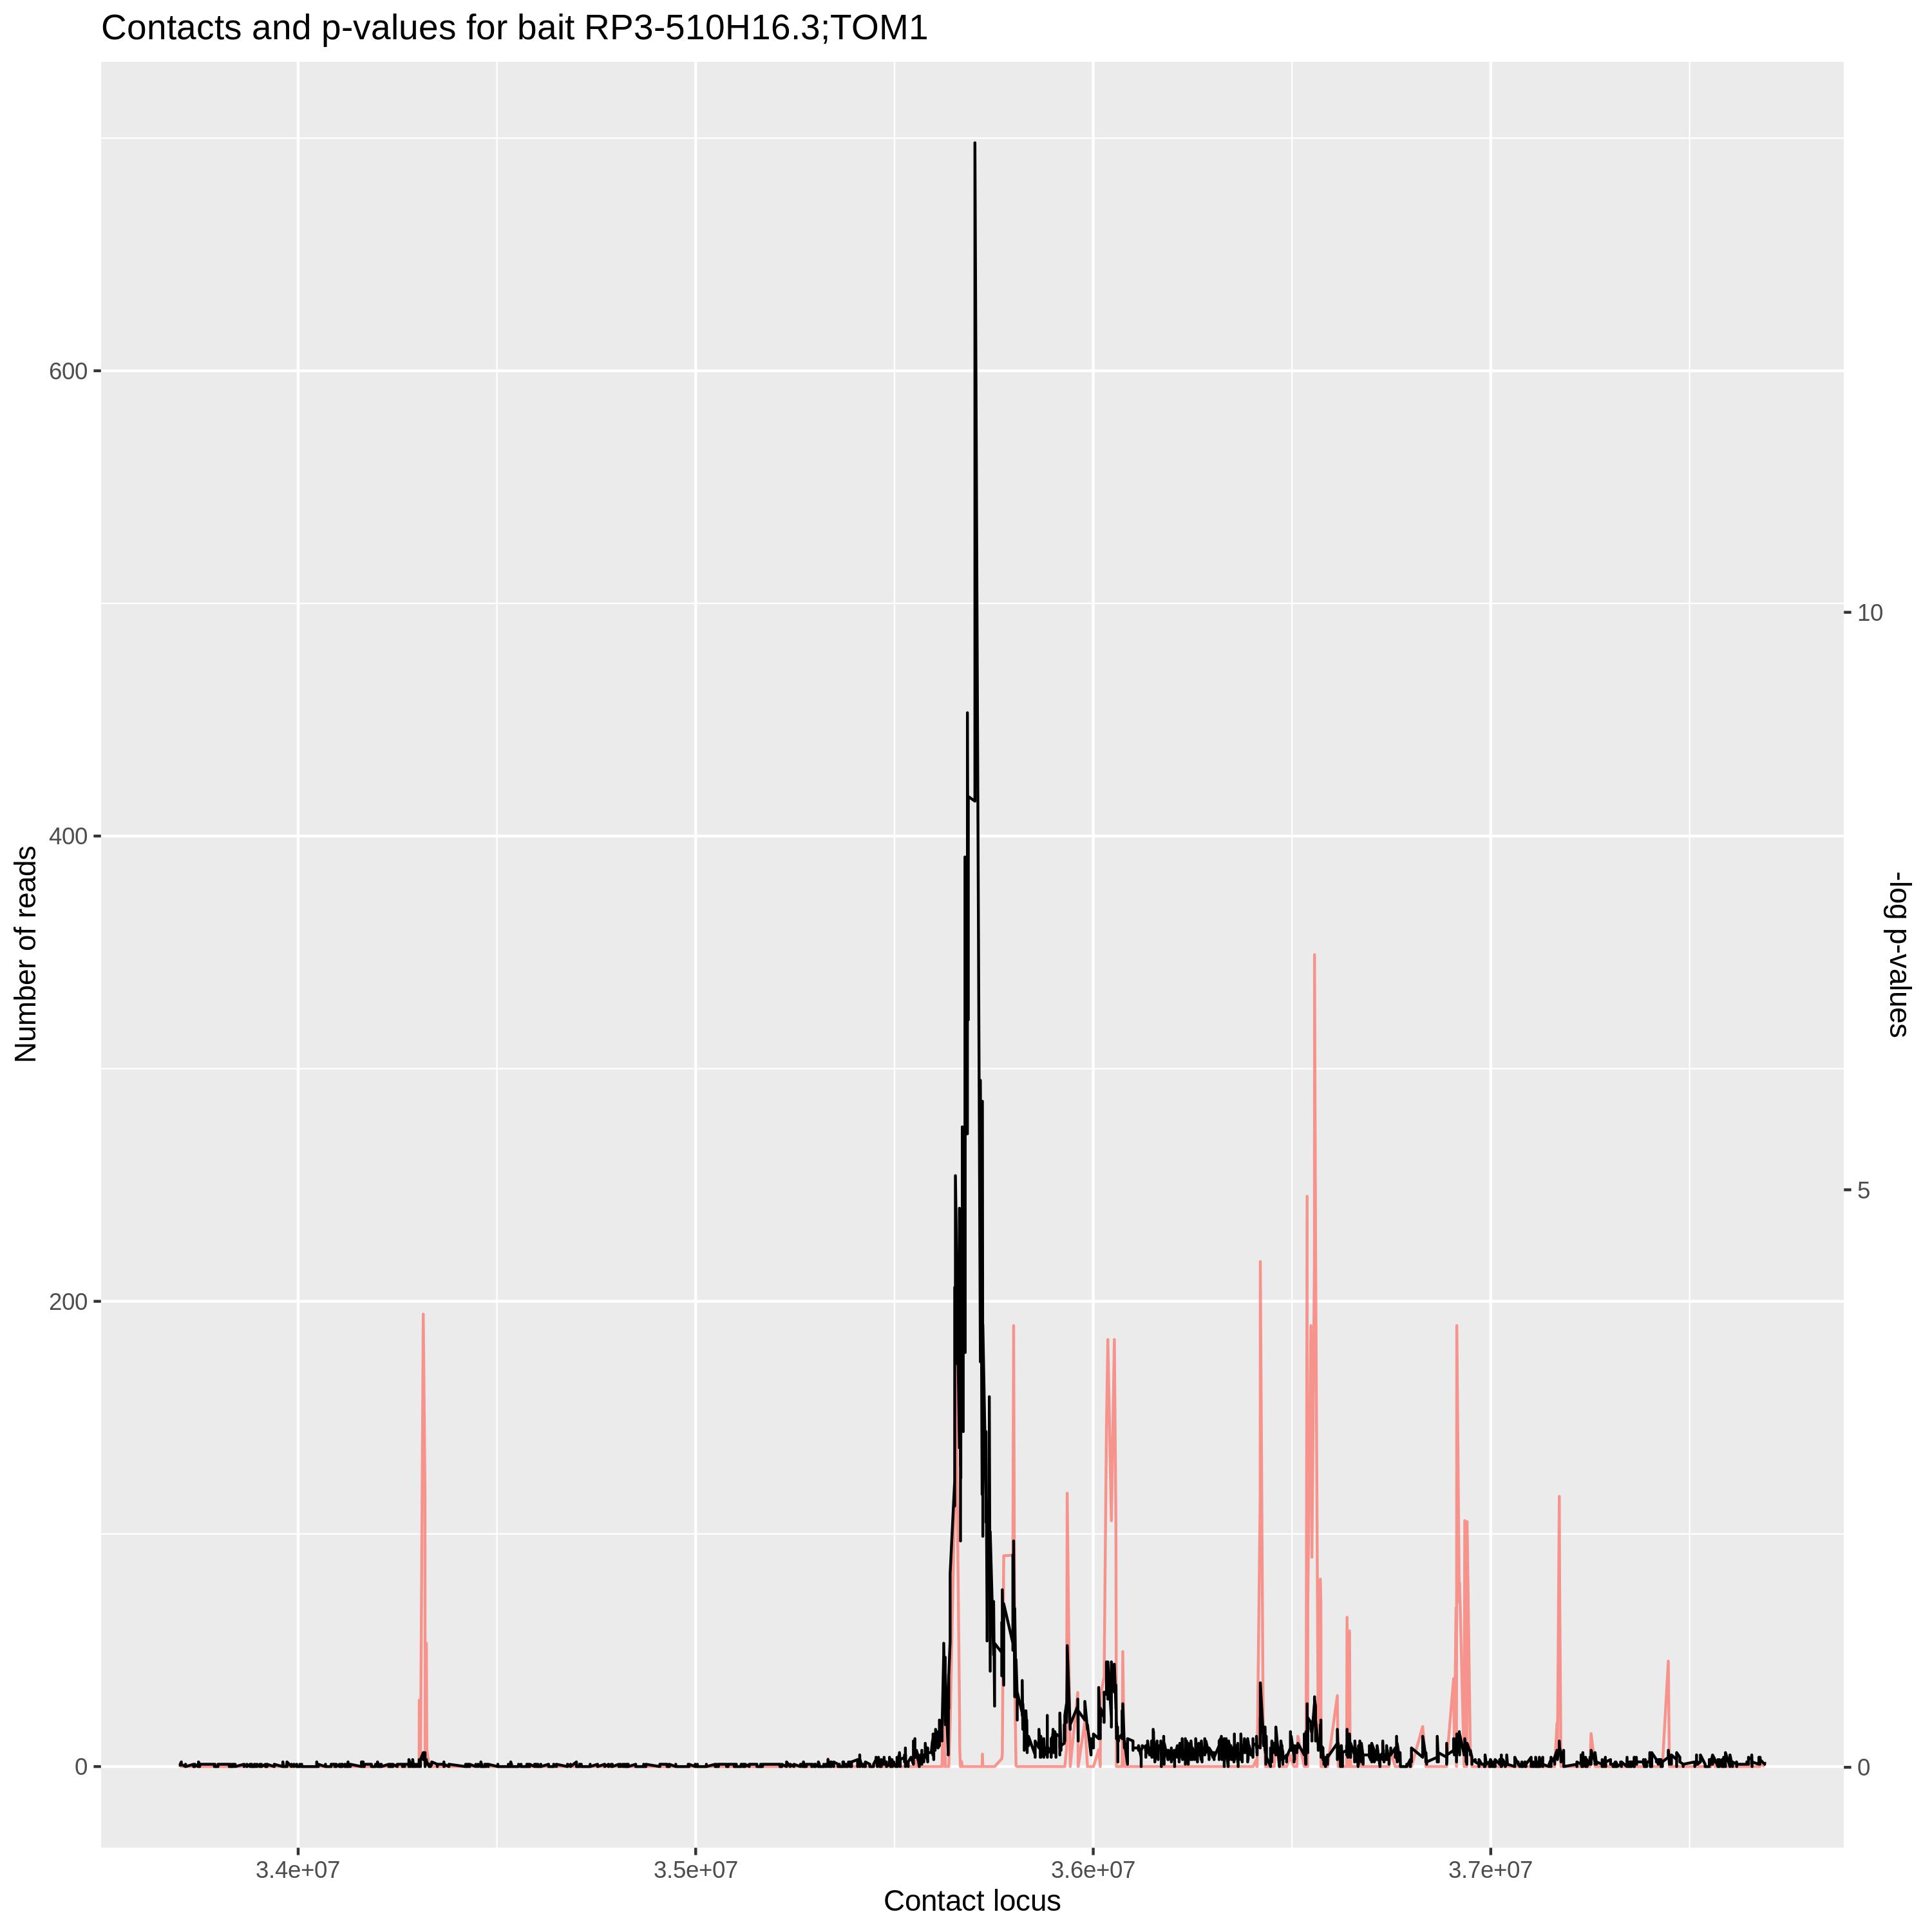 Contacts and p-values for bait RP3-510H16.3;TOM1
600
400
200
0
Number of reads
10
5
0
-log p-values
3.4e+07
3.5e+07
3.6e+07
3.7e+07
Contact locus